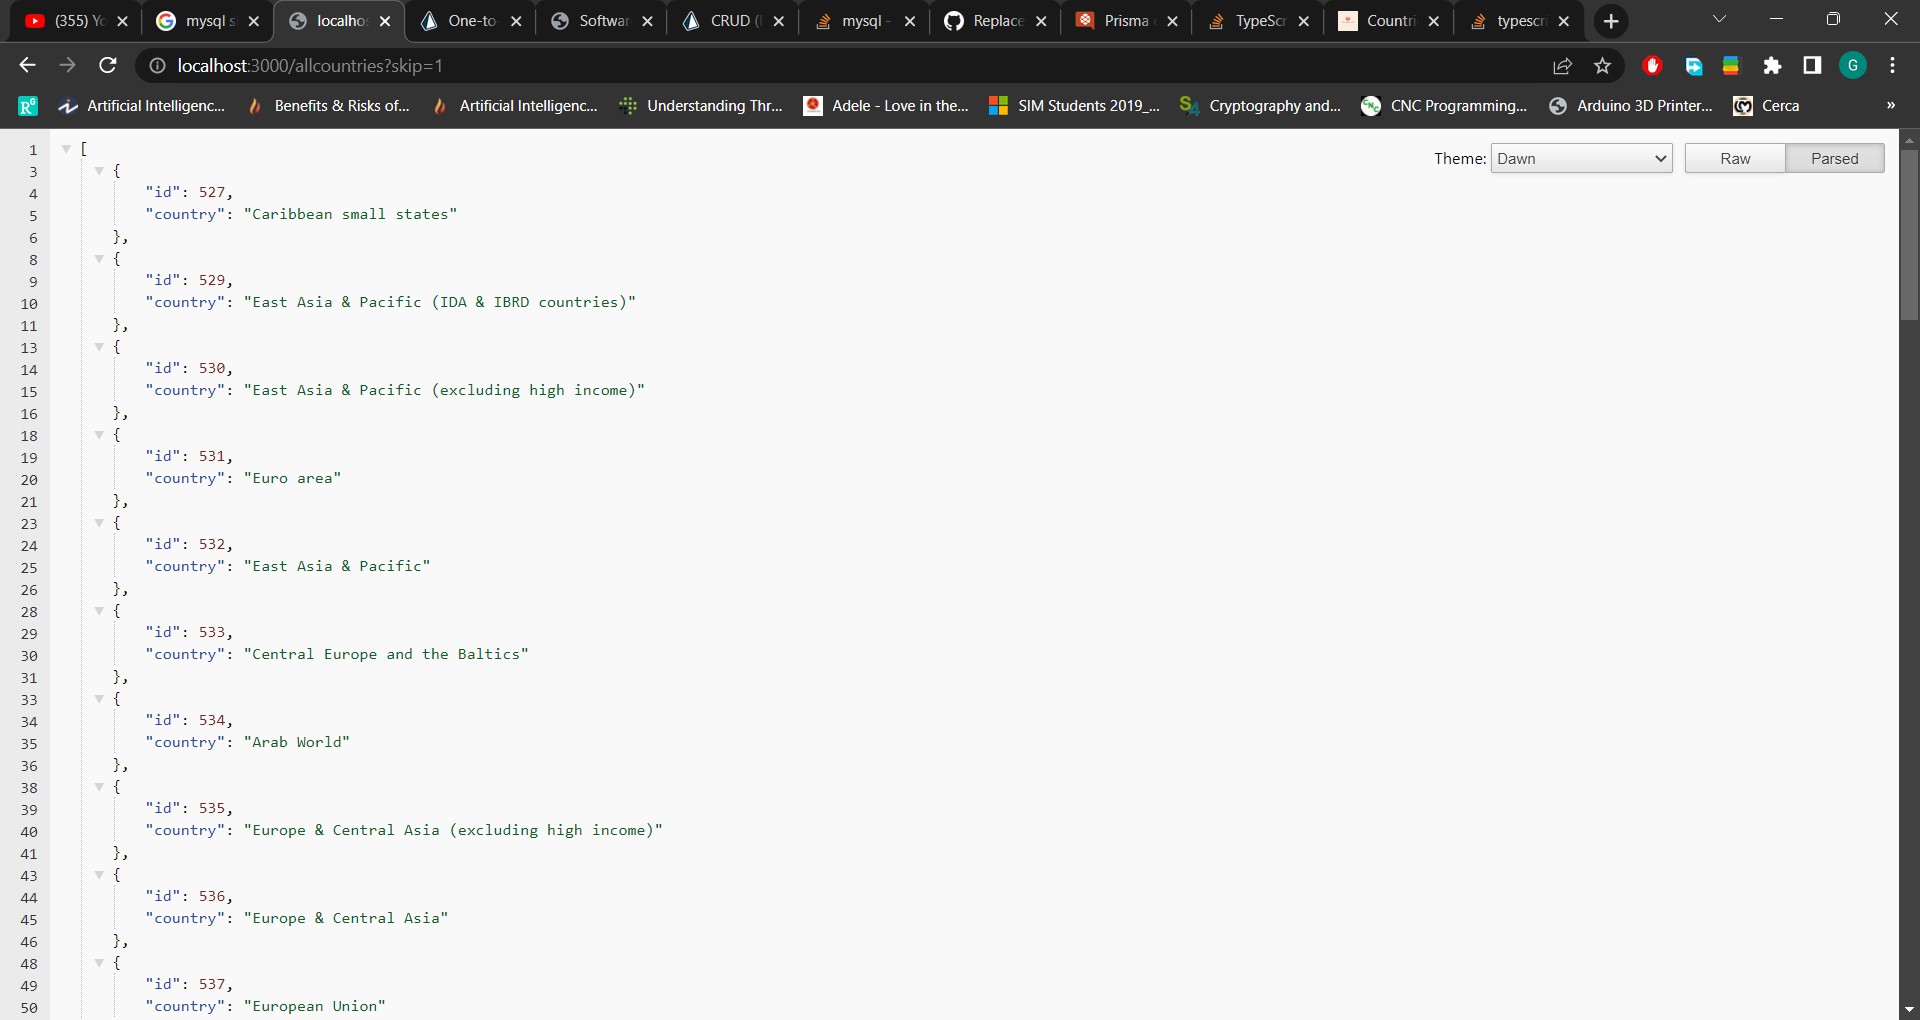 (355) Yo
mysql s
localhos
One-to-
Softwar
CRUD (
mysql -
Replace
Prisma
TypeScr
Countri
typescri
localhost:3000/allcountries?skip=1
G
Artificial Intelligenc...
Benefits & Risks of...
Artificial Intelligenc...
Understanding Thr...
Adele - Love in the...
SIM Students 2019_...
Cryptography and...
CNC Programming...
Arduino 3D Printer...
Cerca
»
Theme: Dawn Raw Parsed
1 [
3 {
4 "id": 527,
5 "country": "Caribbean small states"
6 },
8 {
9 "id": 529,
10 "country": "East Asia & Pacific (IDA & IBRD countries)"
11 },
13 {
14 "id": 530,
15 "country": "East Asia & Pacific (excluding high income)"
16 },
18 {
19 "id": 531,
20 "country": "Euro area"
21 },
23 {
24 "id": 532,
25 "country": "East Asia & Pacific"
26 },
28 {
29 "id": 533,
30 "country": "Central Europe and the Baltics"
31 },
33 {
34 "id": 534,
35 "country": "Arab World"
36 },
38 {
39 "id": 535,
40 "country": "Europe & Central Asia (excluding high income)"
41 },
43 {
44 "id": 536,
45 "country": "Europe & Central Asia"
46 },
48 {
49 "id": 537,
50 "country": "European Union"